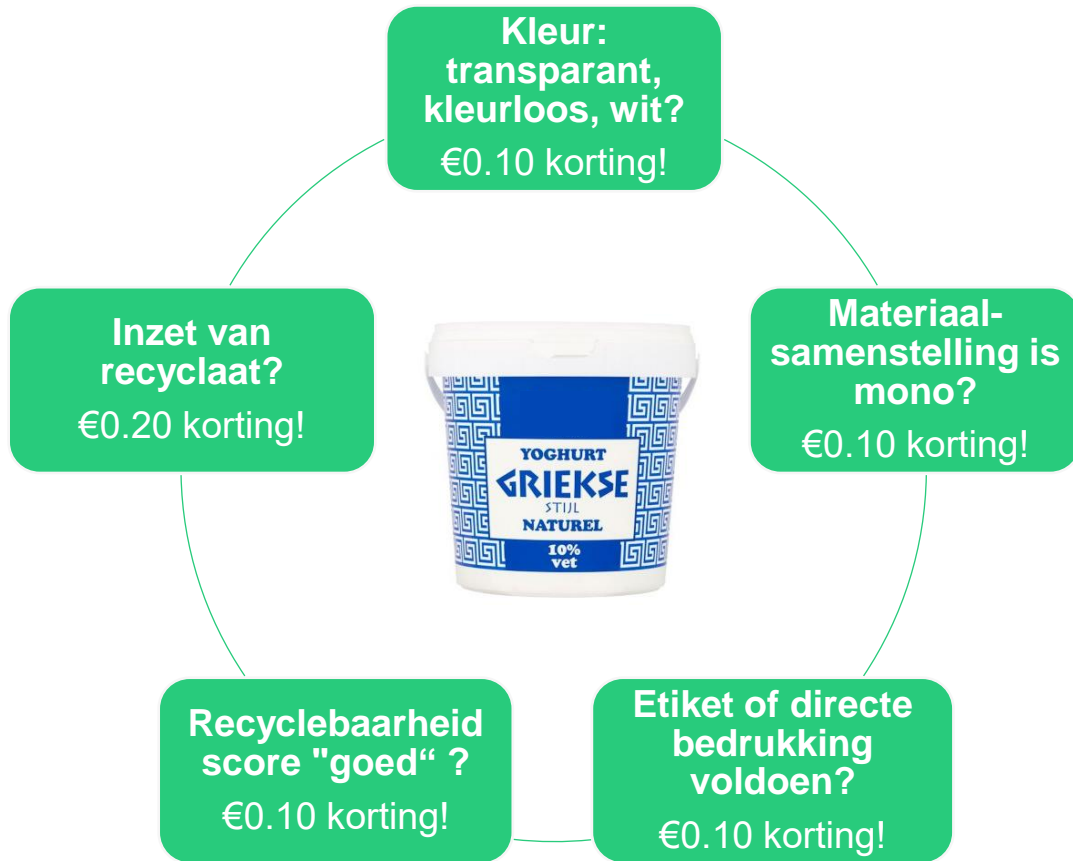 Kleur:
transparant,
kleurloos, wit?
€0.10 korting!
Materiaal-
samenstelling is
mono?
€0.10 korting!
Etiket of directe
bedrukking
voldoen?
€0.10 korting!
Recyclebaarheid
score "goed“ ?
€0.10 korting!
Inzet van
recyclaat?
€0.20 korting!
YOGHURT
GRIEKSE
STIJL
NATUREL
10%
vet